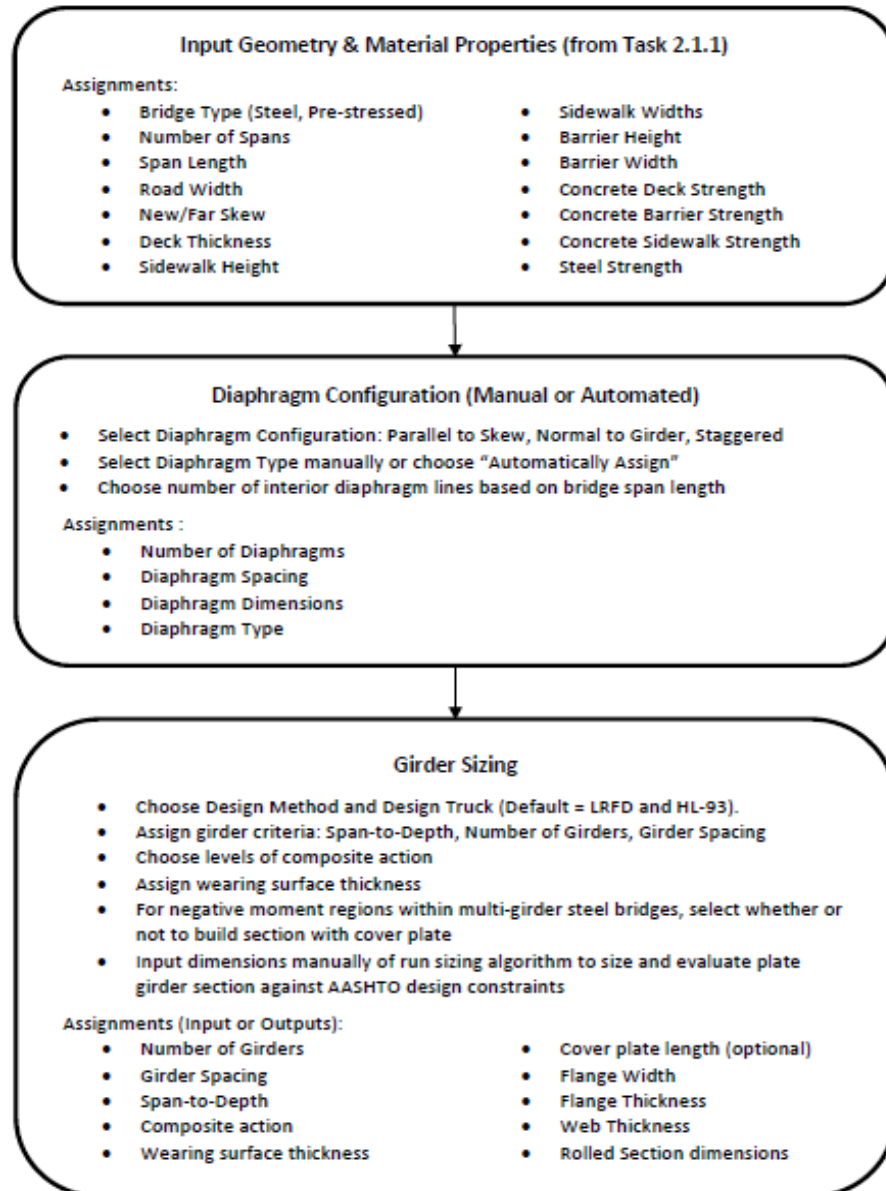 Input Geometry & Material Properties (from Task 2.1.1)
Assignments:
• Bridge Type (Steel, Pre-stressed)
• Number of Spans
• Span Length
• Road Width
• New/Far Skew
• Deck Thickness
• Sidewalk Height
• Sidewalk Widths
• Barrier Height
• Barrier Width
• Concrete Deck Strength
• Concrete Barrier Strength
• Concrete Sidewalk Strength
• Steel Strength
Diaphragm Configuration (Manual or Automated)
• Select Diaphragm Configuration: Parallel to Skew, Normal to Girder, Staggered
• Select Diaphragm Type manually or choose “Automatically Assign”
• Choose number of interior diaphragm lines based on bridge span length
Assignments :
• Number of Diaphragms
• Diaphragm Spacing
• Diaphragm Dimensions
• Diaphragm Type
Girder Sizing
• Choose Design Method and Design Truck (Default = LRFD and HL-93).
• Assign girder criteria: Span-to-Depth, Number of Girders, Girder Spacing
• Choose levels of composite action
• Assign wearing surface thickness
• For negative moment regions within multi-girder steel bridges, select whether or
not to build section with cover plate
• Input dimensions manually of run sizing algorithm to size and evaluate plate
girder section against AASHTO design constraints
Assignments (Input or Outputs):
• Number of Girders
• Girder Spacing
• Span-to-Depth
• Composite action
• Wearing surface thickness
• Cover plate length (optional)
• Flange Width
• Flange Thickness
• Web Thickness
• Rolled Section dimensions